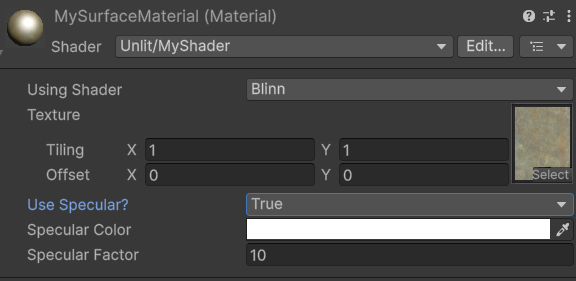 MySurfaceMaterial (Material)
Shader Unlit/MyShader Edit...
Using Shader Blinn
Texture
Tiling X 1 Y 1
Offset X 0 Y 0
Select
Use Specular? True
Specular Color
Specular Factor 10